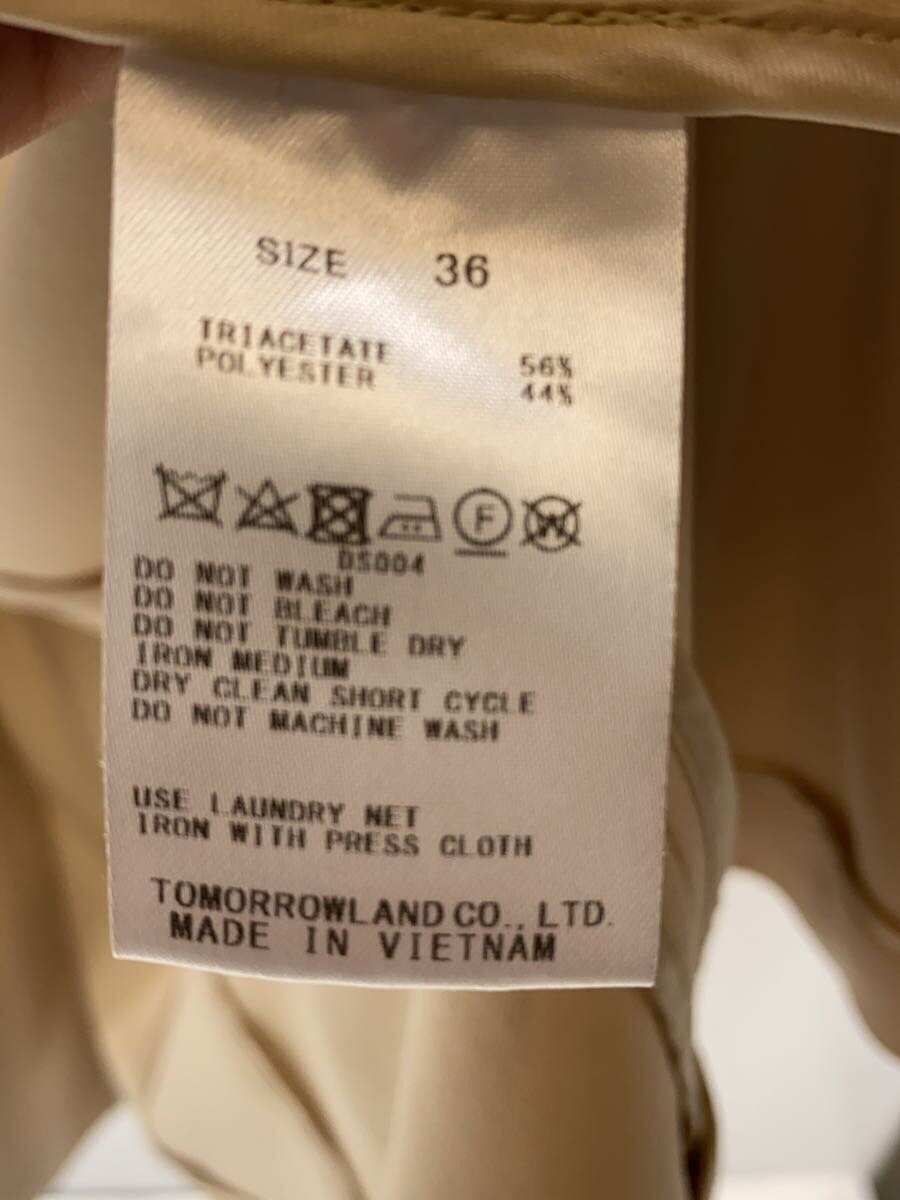 SIZE 36
TRIACETATE 56%
POLYESTER 44%
F W
DS004
DO NOT WASH
DO NOT BLEACH
DO NOT TUMBLE DRY
IRON MEDIUM
DRY CLEAN SHORT CYCLE
DO NOT MACHINE WASH
USE LAUNDRY NET
IRON WITH PRESS CLOTH
TOMORROWLAND CO., LTD.
MADE IN VIETNAM